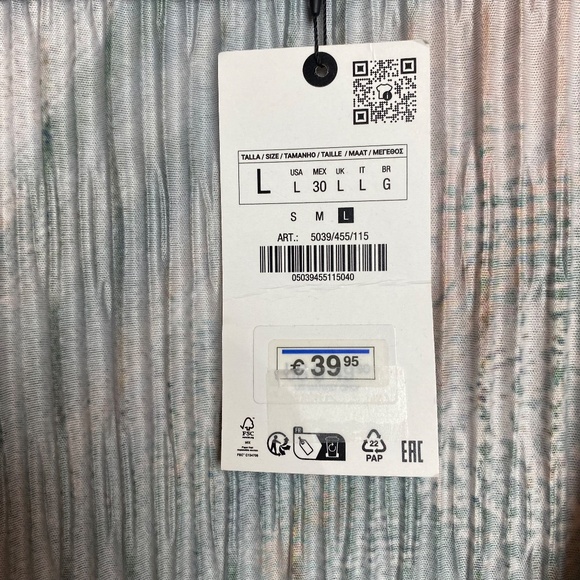 TALLA / SIZE / TAMANHO / TAILLE / MAAT / ΜΕΓΕΘΟΣ
L
USA MEX UK IT BR
L 30 L L G
S M L
ART.: 5039/455/115
05039455115040
€ 39 95
FSC
FR
22
PAP
EAC